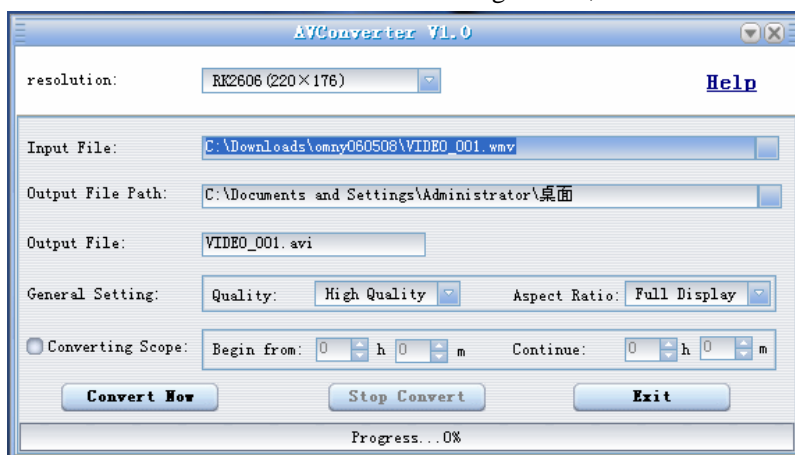 AVConverter V1.0
resolution: RK2606(220×176) Help
Input File: C:\Downloads\omny060508\VIDEO_001.wmv
Output File Path: C:\Documents and Settings\Administrator\桌面
Output File: VIDEO_001.avi
General Setting: Quality: High Quality Aspect Ratio: Full Display
Converting Scope: Begin from: 0 h 0 m Continue: 0 h 0 m
Convert Now Stop Convert Exit
Progress...0%